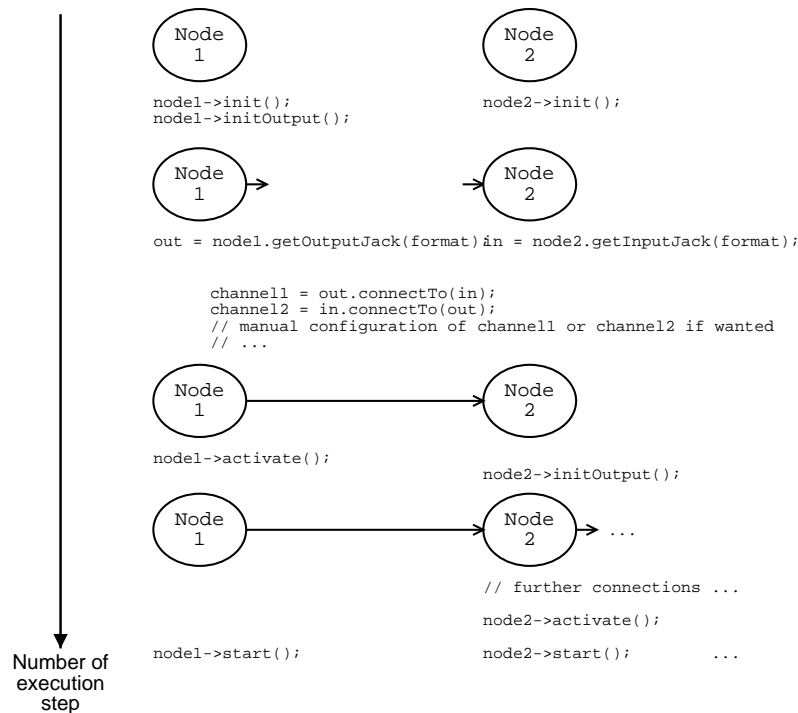 Node
1
Node
2
node1->init();
node1->initOutput();
node2->init();
Node
1
Node
2
out = node1.getOutputJack(format);
in = node2.getInputJack(format);
channel1 = out.connectTo(in);
channel2 = in.connectTo(out);
// manual configuration of channel1 or channel2 if wanted
// ...
Node
1
Node
2
node1->activate();
node2->initOutput();
Node
1
Node
2
...
// further connections ...
node2->activate();
node1->start();
node2->start();
...
Number of
execution
step